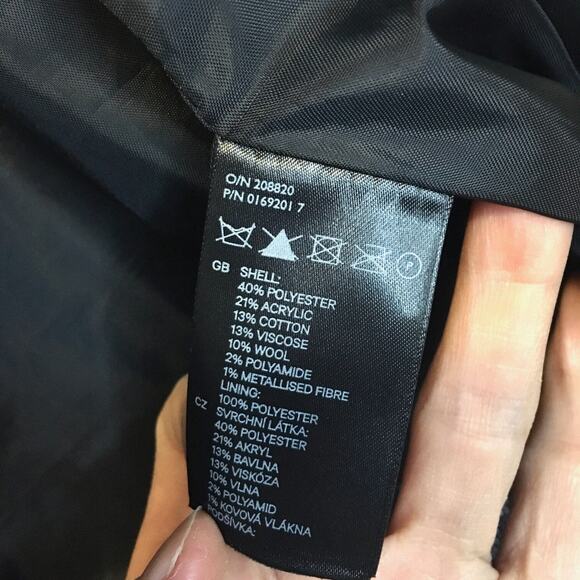 O/N 208820
P/N 0169201 7
P
GB SHELL:
40% POLYESTER
21% ACRYLIC
13% COTTON
13% VISCOSE
10% WOOL
2% POLYAMIDE
1% METALLISED FIBRE
LINING:
100% POLYESTER
CZ SVRCHNÍ LÁTKA:
40% POLYESTER
21% AKRYL
13% BAVLNA
13% VISKÓZA
10% VLNA
2% POLYAMID
1% KOVOVÁ VLÁKNA
PODŠÍVKA: